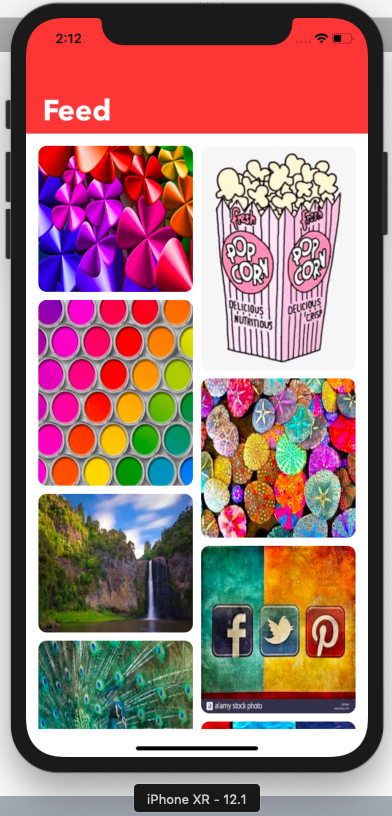 2:12
Feed
fresh
fresh
POP
CORN
POP
CORN
DELICIOUS
NUTRITIOUS
DELICIOUS
CRISP
f
a alamy stock photo
iPhone XR - 12.1